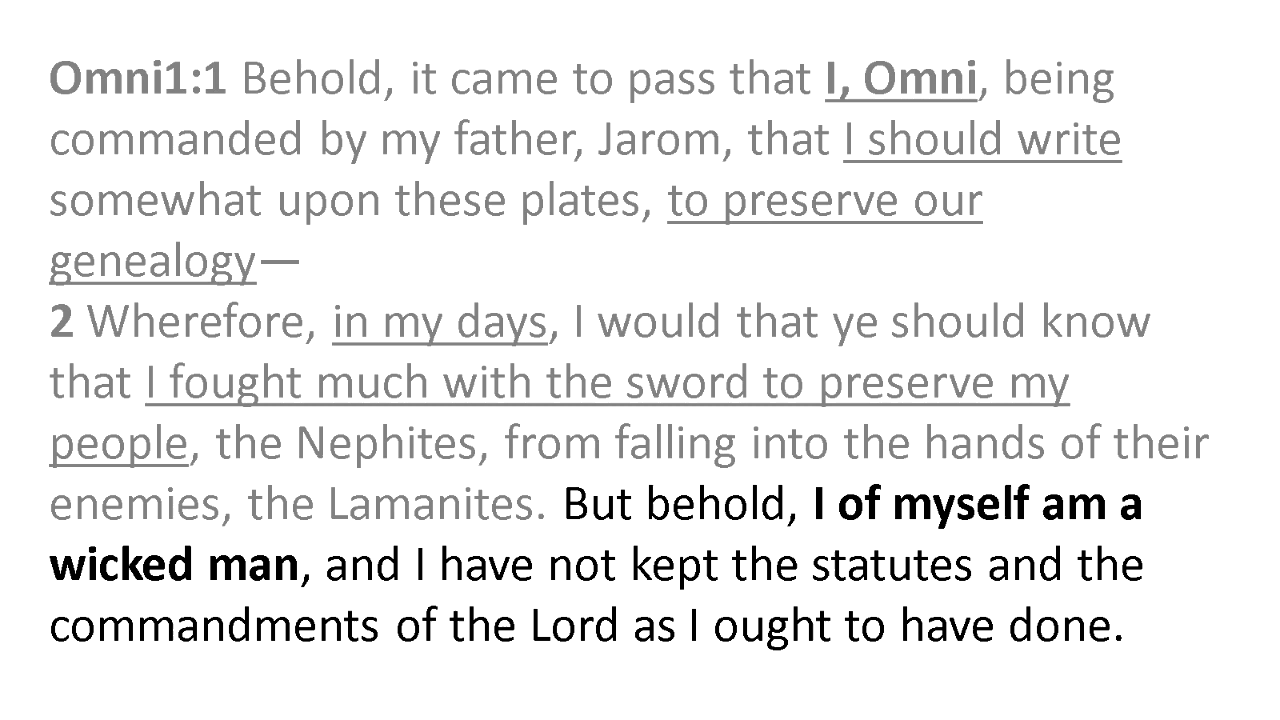 Omni1:1 Behold, it came to pass that I, Omni, being
commanded by my father, Jarom, that I should write
somewhat upon these plates, to preserve our
genealogy—
2 Wherefore, in my days, I would that ye should know
that I fought much with the sword to preserve my
people, the Nephites, from falling into the hands of their
enemies, the Lamanites. But behold, I of myself am a
wicked man, and I have not kept the statutes and the
commandments of the Lord as I ought to have done.